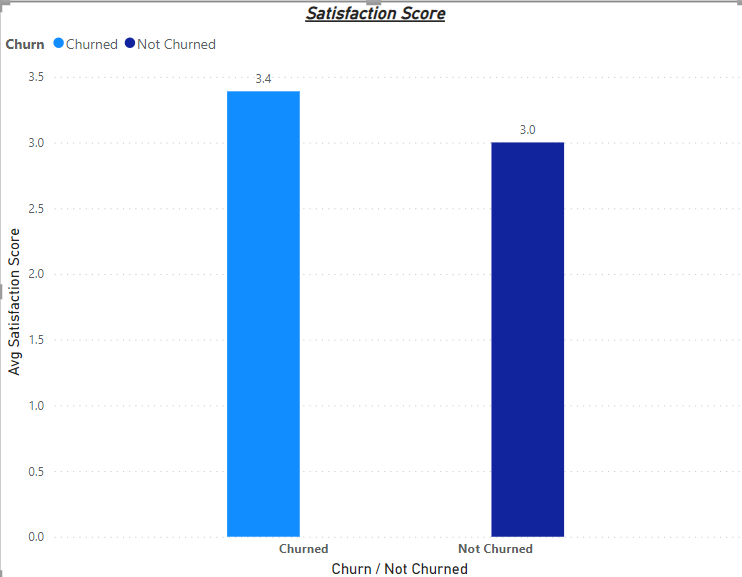 Satisfaction Score
Churn Churned Not Churned
3.5
3.4
3.0
3.0
2.5
2.0
1.5
1.0
0.5
0.0
Avg Satisfaction Score
Churned Not Churned
Churn / Not Churned